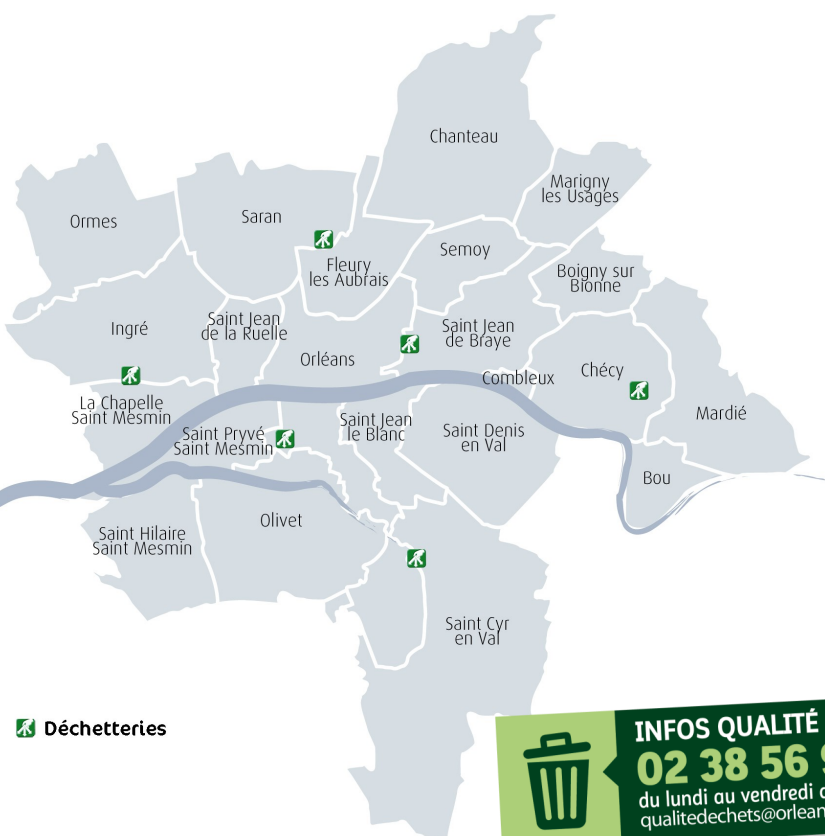 Chanteau
Marigny
les Usages
Ormes
Saran
Semoy
Fleury
les Aubrais
Boigny sur
Bionne
Ingré
Saint Jean
de la Ruelle
Saint Jean
de Braye
Orléans
Combleux
Chécy
La Chapelle
Saint Mesmin
Mardié
Saint Pryvé
Saint Mesmin
Saint Jean
le Blanc
Saint Denis
en Val
Bou
Olivet
Saint Hilaire
Saint Mesmin
Saint Cyr
en Val
Déchetteries
INFOS QUALITÉ
02 38 56
du lundi au vendredi
qualitedechets@orlean